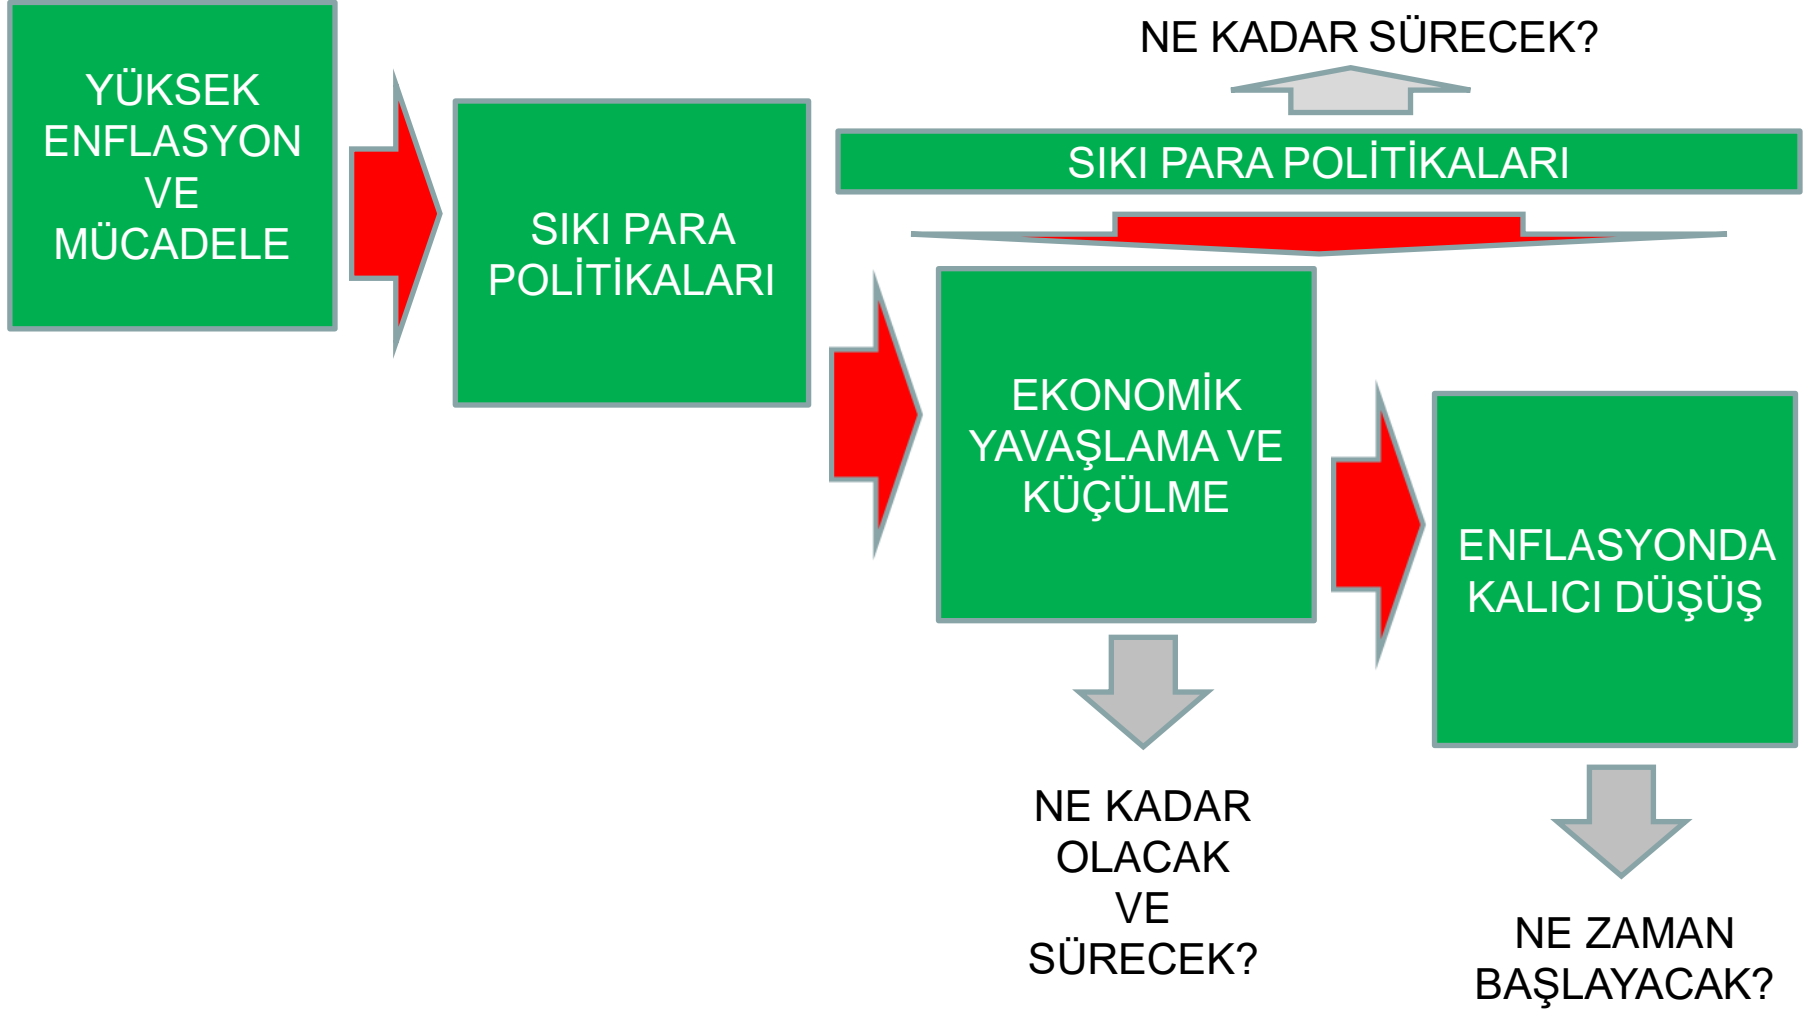 NE KADAR SÜRECEK?
YÜKSEK
ENFLASYON
VE
MÜCADELE
SIKI PARA POLİTİKALARI
SIKI PARA
POLİTİKALARI
EKONOMİK
YAVAŞLAMA VE
KÜÇÜLME
ENFLASYONDA
KALICI DÜŞÜŞ
NE KADAR
OLACAK
VE
SÜRECEK?
NE ZAMAN
BAŞLAYACAK?